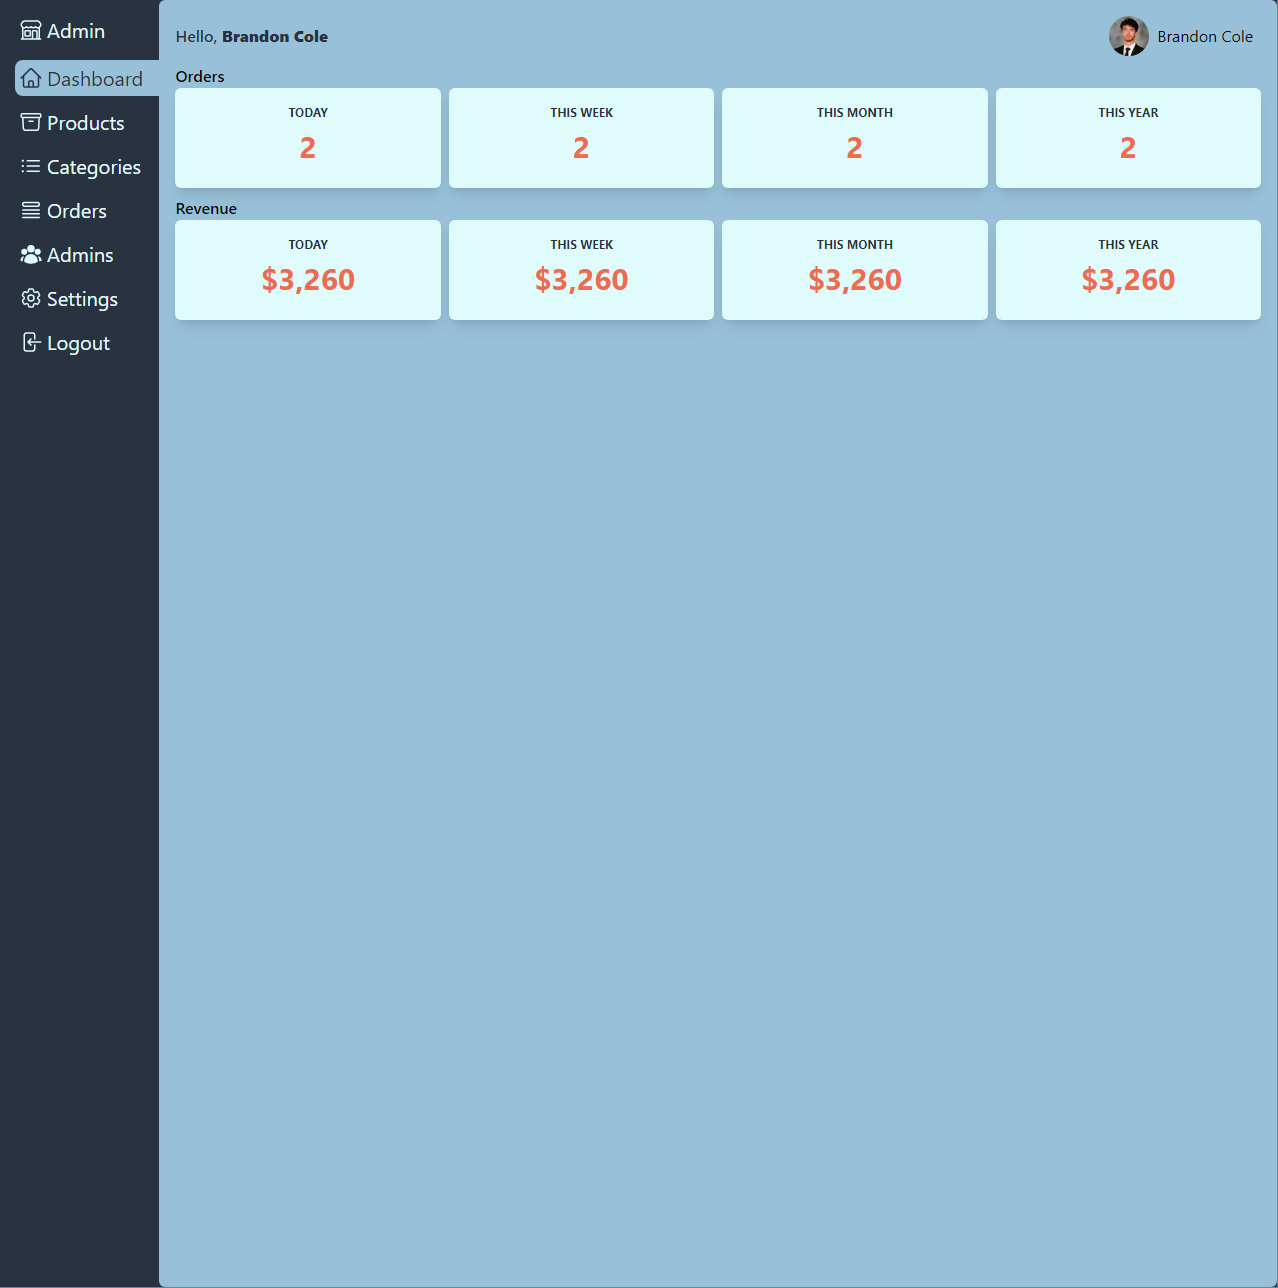 Admin
Dashboard
Products
Categories
Orders
Admins
Settings
Logout
Hello, Brandon Cole
Brandon Cole
Orders
TODAY
2
THIS WEEK
2
THIS MONTH
2
THIS YEAR
2
Revenue
TODAY
$3,260
THIS WEEK
$3,260
THIS MONTH
$3,260
THIS YEAR
$3,260